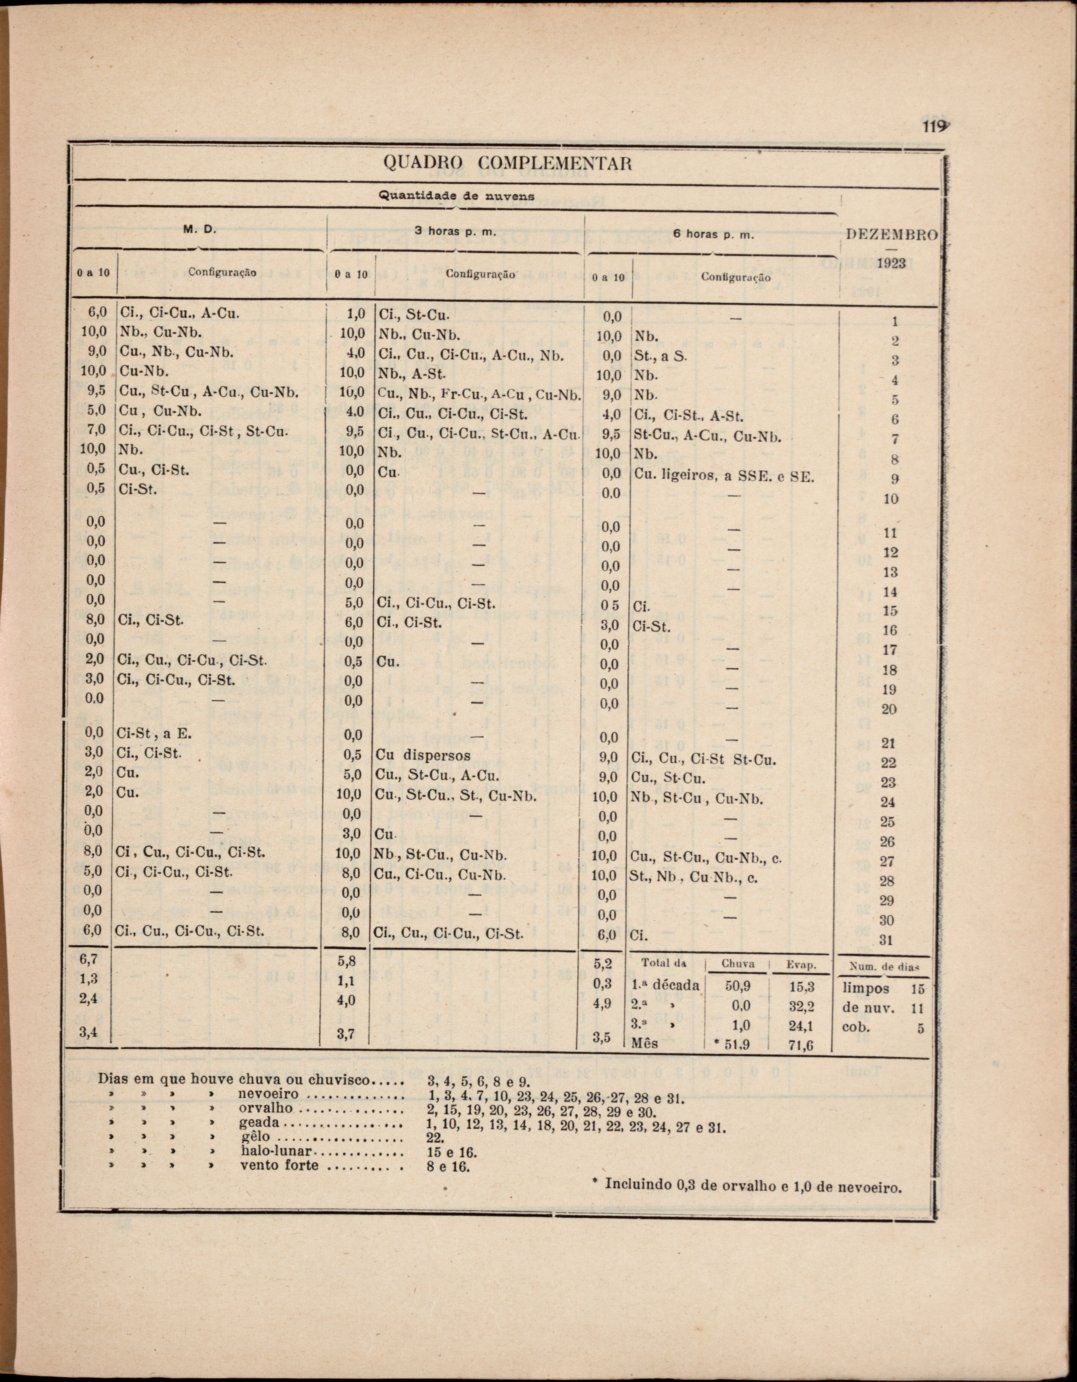 119
QUADRO COMPLEMENTAR
Quantidade de nuvens
M. D. 3 horas p. m. 6 horas p. m. DEZEMBRO
—
1923
0 a 10 Configuração 0 a 10 Configuração 0 a 10 Configuração
6,0 Ci., Ci-Cu., A-Cu. 1,0 Ci., St-Cu. 0,0 — 1
10,0 Nb., Cu-Nb. 10,0 Nb., Cu-Nb. 10,0 Nb. 2
9,0 Cu., Nb., Cu-Nb. 4,0 Ci., Cu., Ci-Cu., A-Cu., Nb. 0,0 St., a S. 3
10,0 Cu-Nb. 10,0 Nb., A-St. 10,0 Nb. 4
9,5 Cu., St-Cu, A-Cu., Cu-Nb. 10,0 Cu., Nb., Fr-Cu., A-Cu, Cu-Nb. 9,0 Nb. 5
5,0 Cu, Cu-Nb. 4.0 Ci., Cu., Ci-Cu., Ci-St. 4,0 Ci., Ci-St., A-St. 6
7,0 Ci., Ci-Cu., Ci-St, St-Cu. 9,5 Ci., Cu., Ci-Cu., St-Cu., A-Cu. 9,5 St-Cu., A-Cu., Cu-Nb. 7
10,0 Nb. 10,0 Nb. 10,0 Nb. 8
0,5 Cu., Ci-St. 0,0 Cu. 0,0 Cu. ligeiros, a SSE. e SE. 9
0,5 Ci-St. 0,0 — 0.0 — 10
0,0 — 0,0 — 0,0 — 11
0,0 — 0,0 — 0,0 — 12
0,0 — 0,0 — 0,0 — 13
0,0 — 0,0 — 0,0 — 14
0,0 — 5,0 Ci., Ci-Cu., Ci-St. 0 5 Ci. 15
8,0 Ci., Ci-St. 6,0 Ci., Ci-St. 3,0 Ci-St. 16
0,0 — 0,0 — 0,0 — 17
2,0 Ci., Cu., Ci-Cu., Ci-St. 0,5 Cu. 0,0 — 18
3,0 Ci., Ci-Cu., Ci-St. 0,0 — 0,0 — 19
0.0 — 0,0 — 0,0 — 20
0,0 Ci-St, a E. 0,0 — 0,0 — 21
3,0 Ci., Ci-St. 0,5 Cu dispersos 9,0 Ci., Cu., Ci-St St-Cu. 22
2,0 Cu. 5,0 Cu., St-Cu., A-Cu. 9,0 Cu., St-Cu. 23
2,0 Cu. 10,0 Cu., St-Cu., St., Cu-Nb. 10,0 Nb., St-Cu, Cu-Nb. 24
0,0 — 0,0 — 0,0 — 25
0,0 — 3,0 Cu. 0,0 — 26
8,0 Ci, Cu., Ci-Cu., Ci-St. 10,0 Nb, St-Cu., Cu-Nb. 10,0 Cu., St-Cu., Cu-Nb., c. 27
5,0 Ci., Ci-Cu., Ci-St. 8,0 Cu., Ci-Cu., Cu-Nb. 10,0 St., Nb., Cu Nb., c. 28
0,0 — 0,0 — 0,0 — 29
0,0 — 0,0 — 0,0 — 30
6,0 Ci., Cu., Ci-Cu., Ci-St. 8,0 Ci., Cu., Ci-Cu., Ci-St. 6,0 Ci. 31
6,7 5,8 5,2 Total da Chuva Evap. Num. de dias
1,3 1,1 0,3 1.ª década 50,9 15,3 limpos 15
2,4 4,0 4,9 2.ª » 0,0 32,2 de nuv. 11
3.ª » 1,0 24,1 cob. 5
3,4 3,7 3,5 Mês * 51,9 71,6
Dias em que houve chuva ou chuvisco..... 3, 4, 5, 6, 8 e 9.
» » » » nevoeiro .............. 1, 3, 4, 7, 10, 23, 24, 25, 26, 27, 28 e 31.
» » » » orvalho .............. 2, 15, 19, 20, 23, 26, 27, 28, 29 e 30.
» » » » geada................ 1, 10, 12, 13, 14, 18, 20, 21, 22, 23, 24, 27 e 31.
» » » » gêlo ................. 22.
» » » » halo-lunar............. 15 e 16.
» » » » vento forte .......... 8 e 16.
* Incluindo 0,3 de orvalho e 1,0 de nevoeiro.